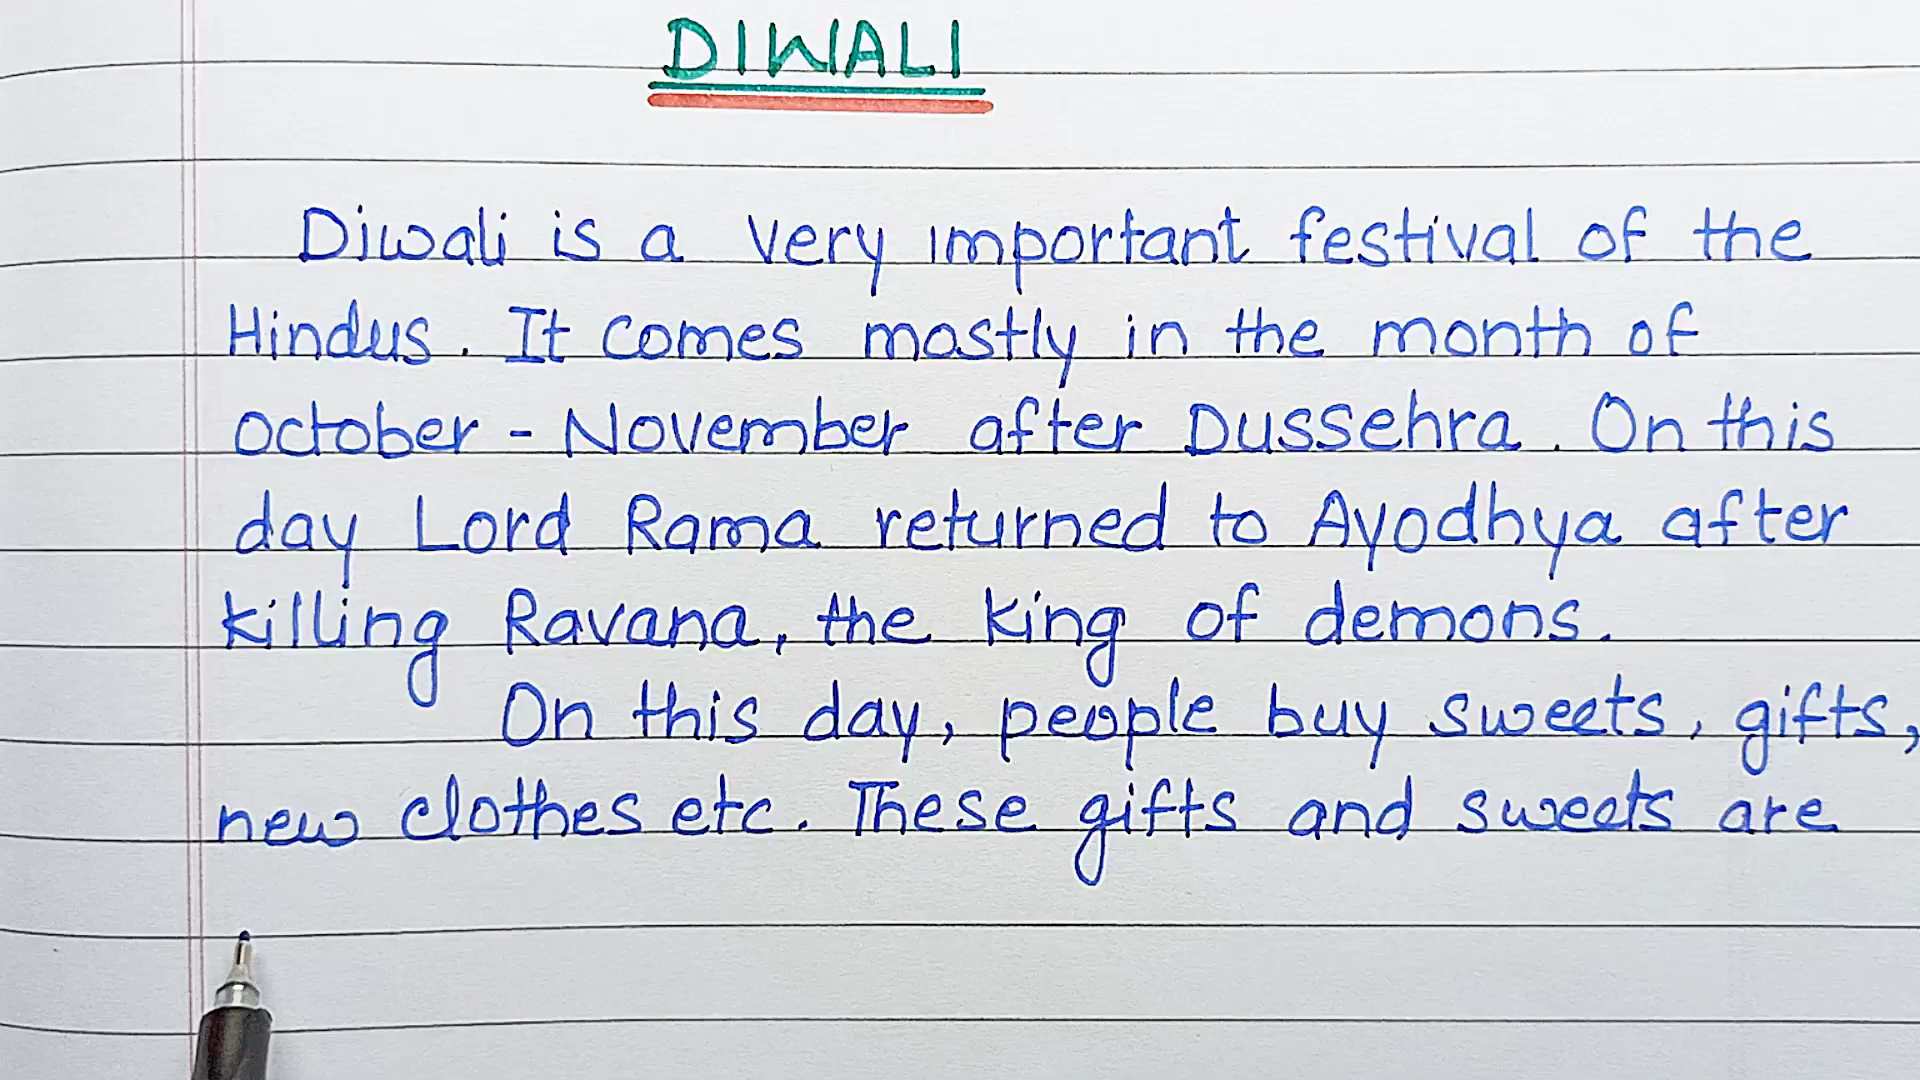 DIWALI
Diwali is a very important festival of the
Hindus. It comes mostly in the month of
October - November after Dussehra. On this
day Lord Rama returned to Ayodhya after
killing Ravana, the king of demons.
On this day, people buy sweets, gifts,
new clothes etc. These gifts and sweets are